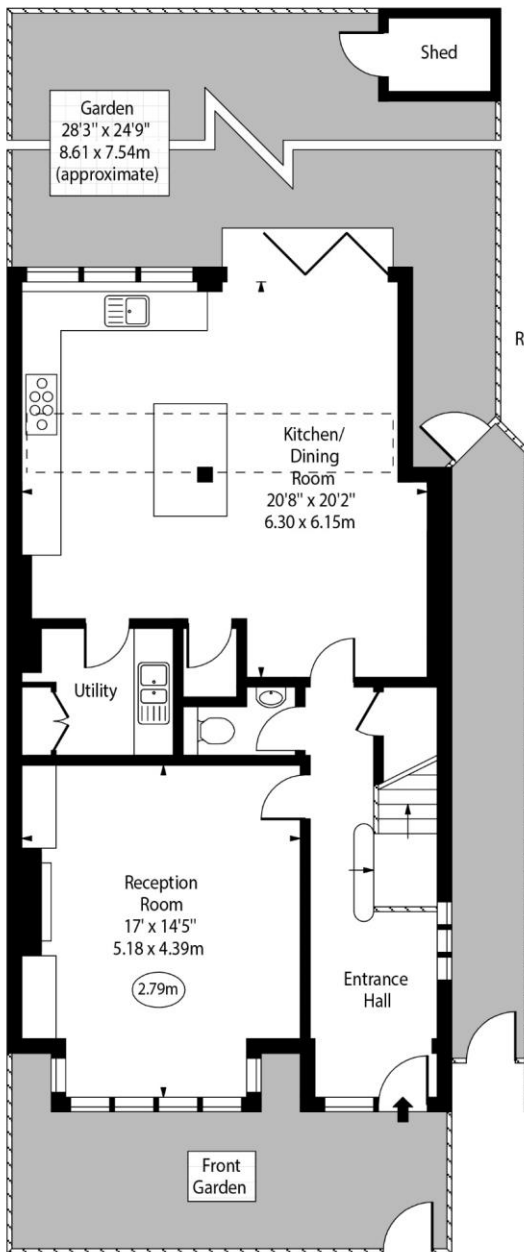 Shed
Garden
28'3" x 24'9"
8.61 x 7.54m
(approximate)
R
Kitchen/
Dining
Room
20'8" x 20'2"
6.30 x 6.15m
Utility
Reception
Room
17' x 14'5"
5.18 x 4.39m
2.79m
Entrance
Hall
Front
Garden